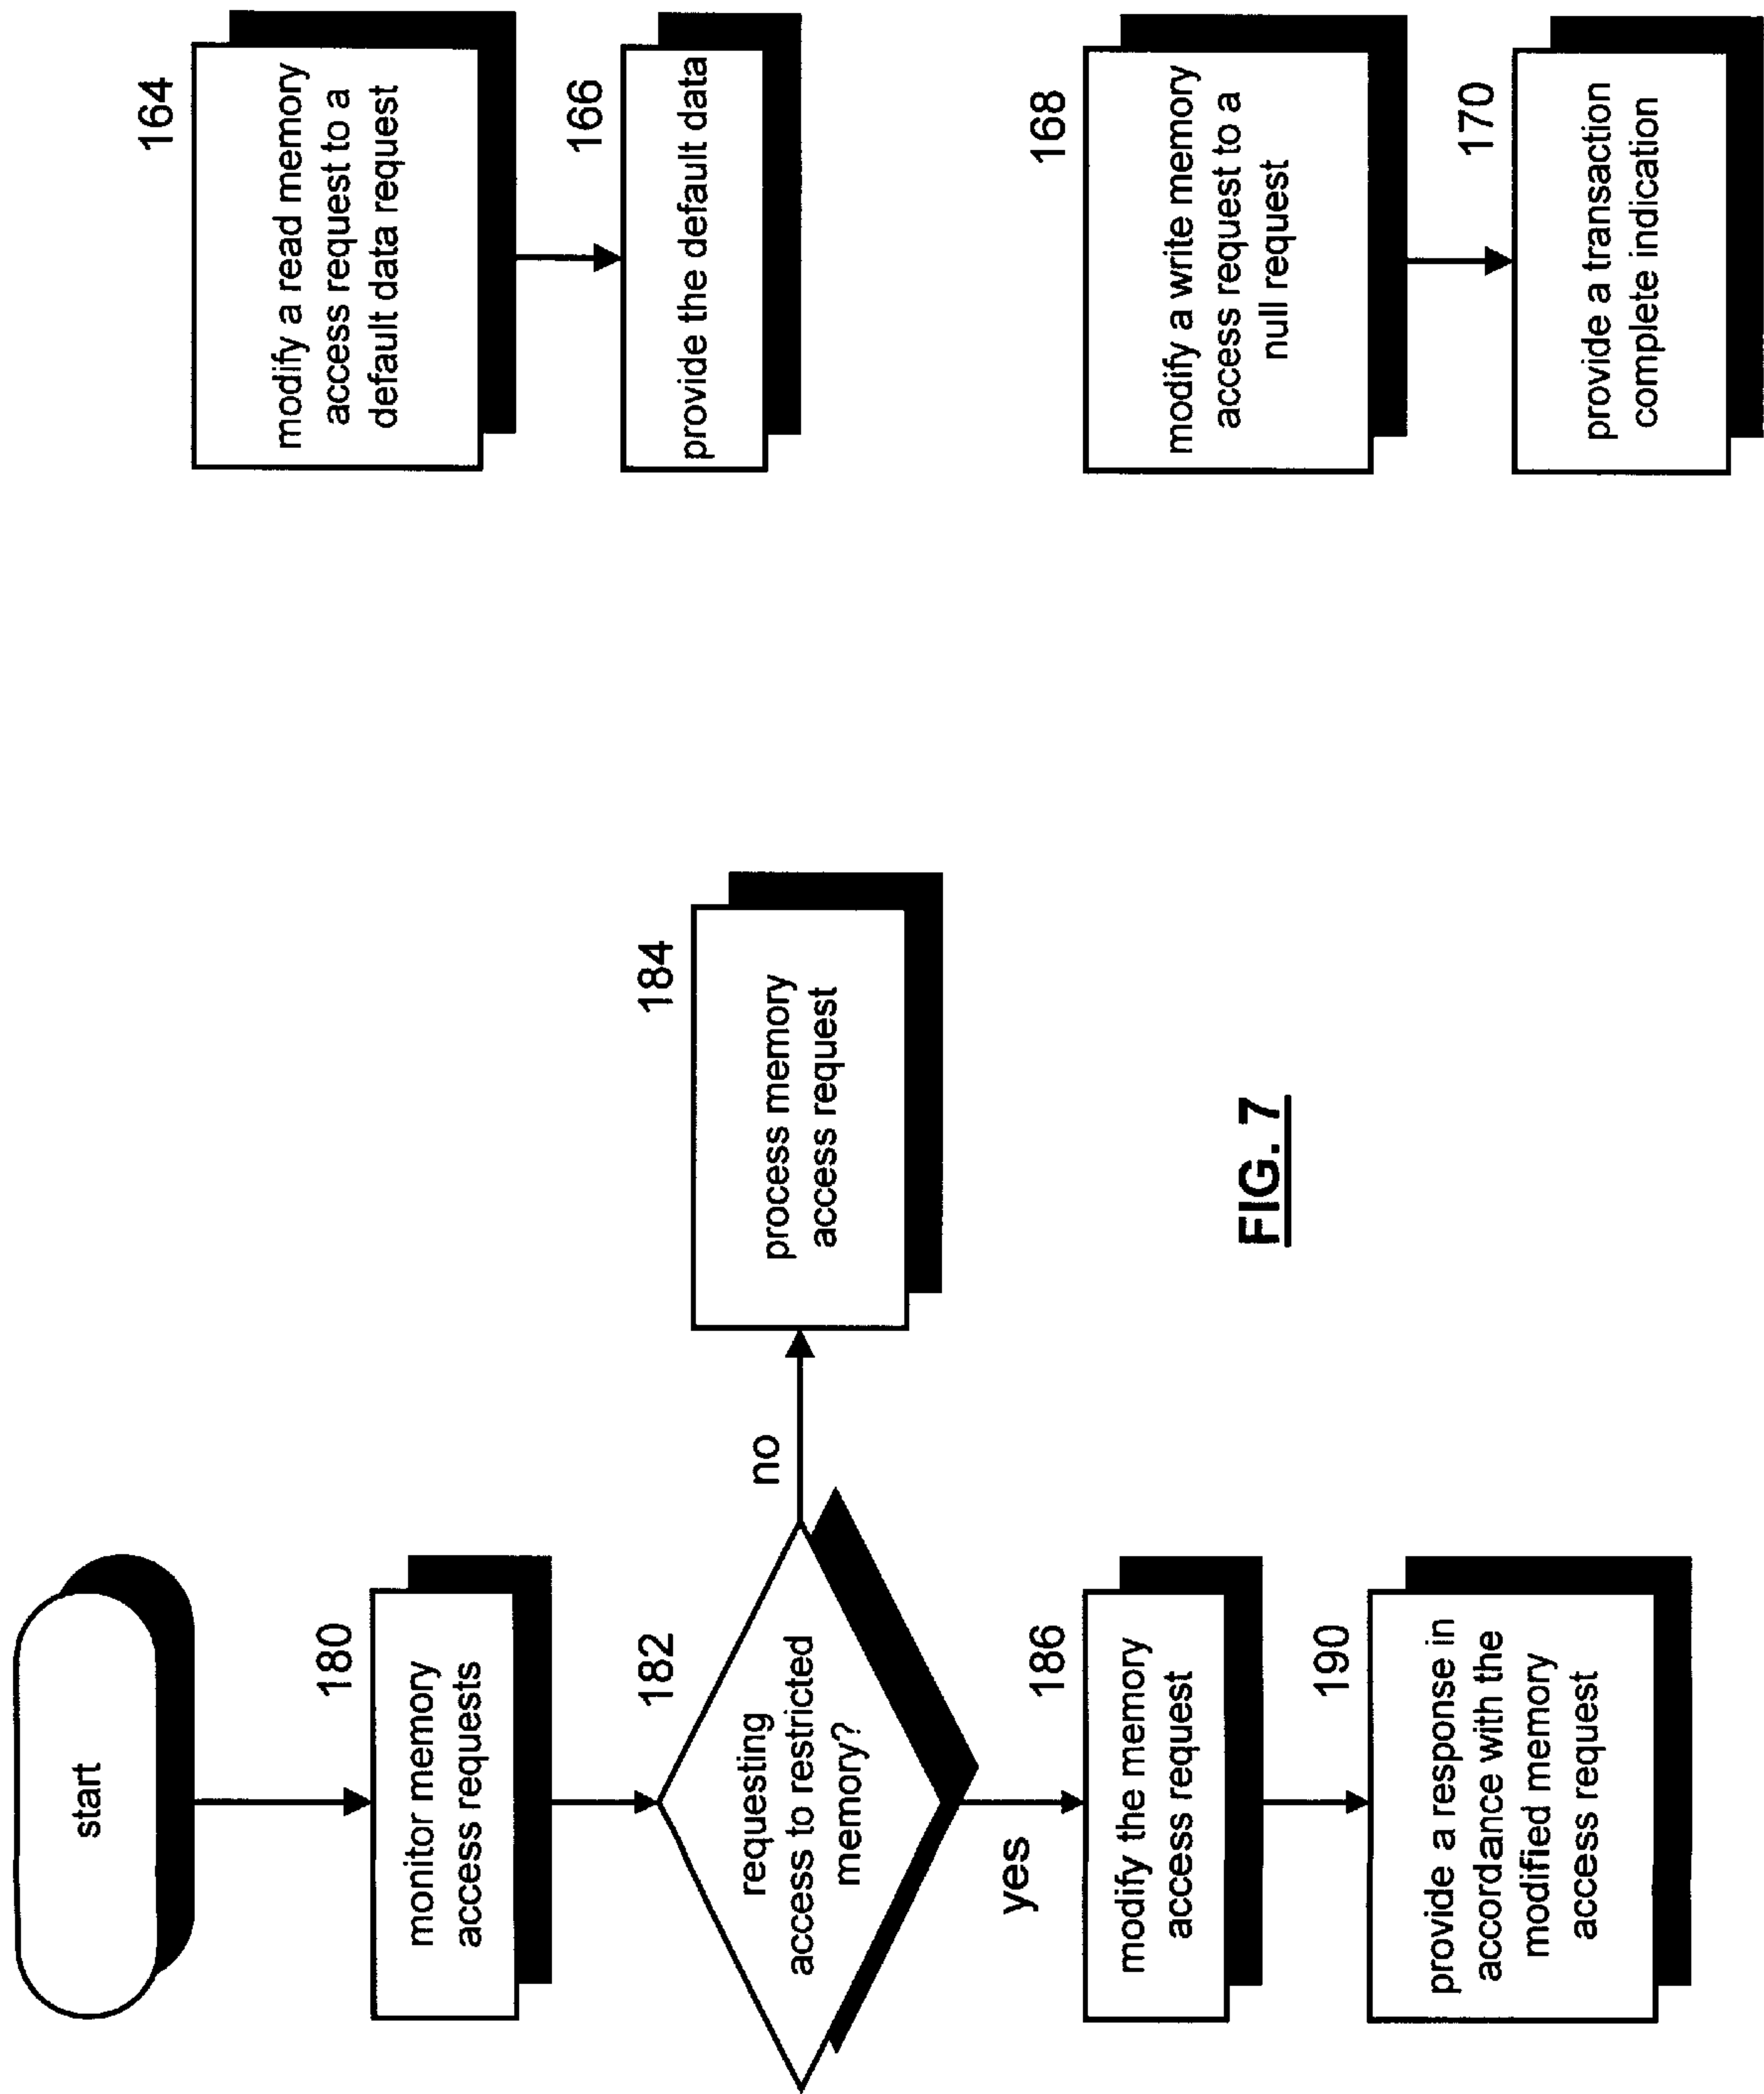 start
180
monitor memory
access requests
182
requesting
access to restricted
memory?
no
184
process memory
access request
yes
186
modify the memory
access request
190
provide a response in
accordance with the
modified memory
access request
164
modify a read memory
access request to a
default data request
166
provide the default data
168
modify a write memory
access request to a
null request
170
provide a transaction
complete indication
FIG. 7